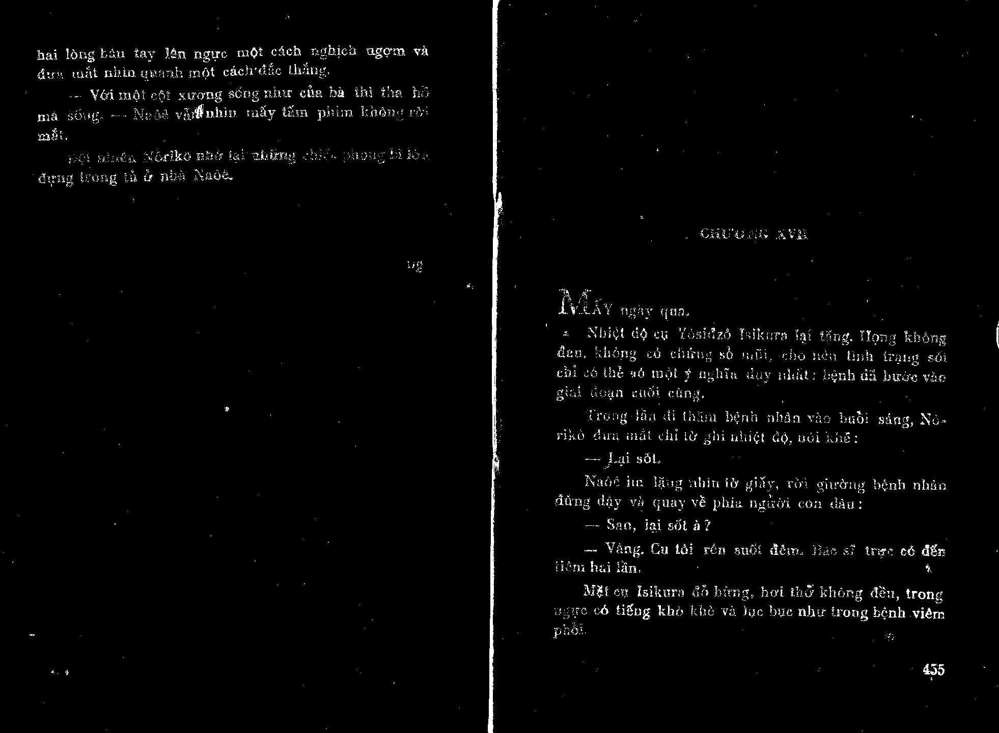 hai lòng bàn tay lên ngực một cách nghịch ngợm và
đưa mắt nhìn quanh một cách đắc thắng.
— Với một cột xương sống như của bà thì tha hồ
mà sống. — Naôê vẫn nhìn mấy tấm phim không rời
mắt.
Đột nhiên Nôrikô nhớ lại những chiếc phong bì lớn
đựng trong tủ ở nhà Naôê.
CHƯƠNG XVII
MẤY ngày qua.
Nhiệt độ cụ Yôsidzô Isikura lại tăng. Họng không
đau, không có chứng sổ mũi, cho nên tình trạng sốt
chỉ có thể có một ý nghĩa duy nhất: bệnh đã bước vào
giai đoạn cuối cùng.
Trong lần đi thăm bệnh nhân vào buổi sáng, Nô-
rikô đưa mắt chỉ tờ ghi nhiệt độ, nói khẽ:
— Lại sốt.
Naôê im lặng nhìn tờ giấy, rời giường bệnh nhân
đứng dậy và quay về phía người con dâu:
— Sao, lại sốt à?
— Vâng. Cụ tôi rên suốt đêm. Bác sĩ trực có đến
tiêm hai lần.
Mặt cụ Isikura đỏ bừng, hơi thở không đều, trong
ngực có tiếng khò khè và lục bục như trong bệnh viêm
phổi.
455